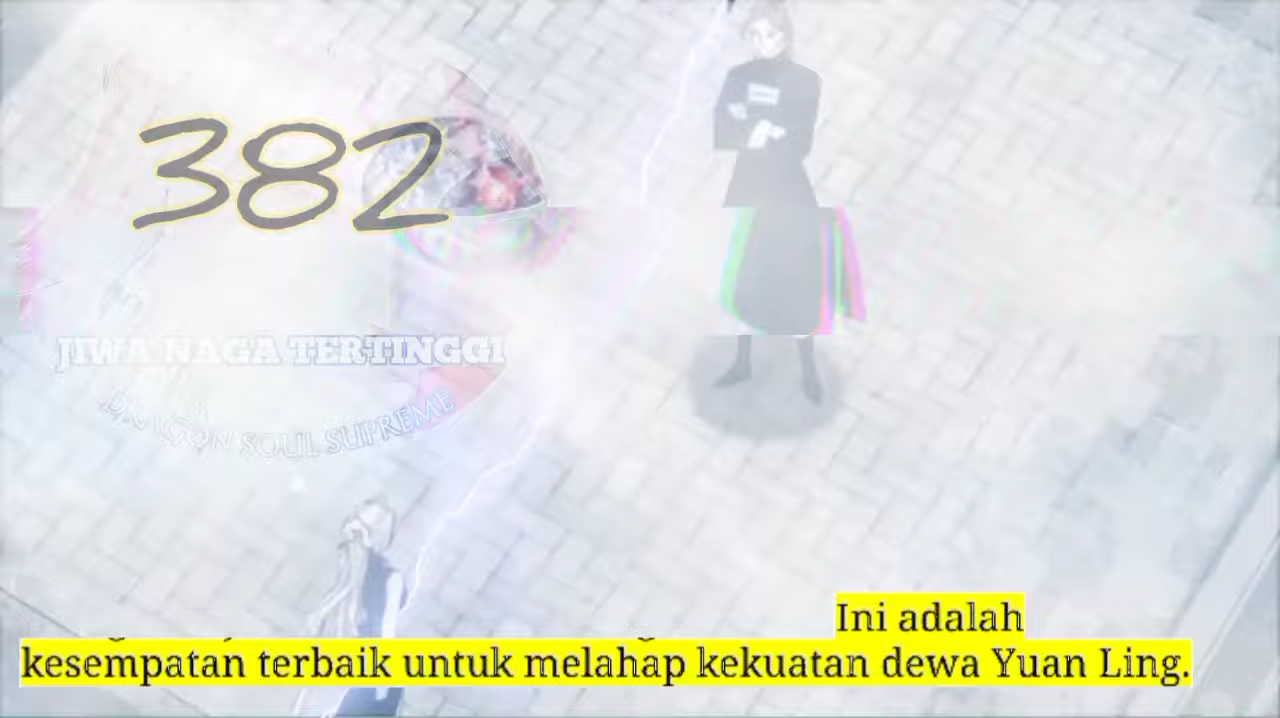 382
JIWA NAGA TERTINGGI
DRAGON SOUL SUPREME
Ini adalah
kesempatan terbaik untuk melahap kekuatan dewa Yuan Ling.